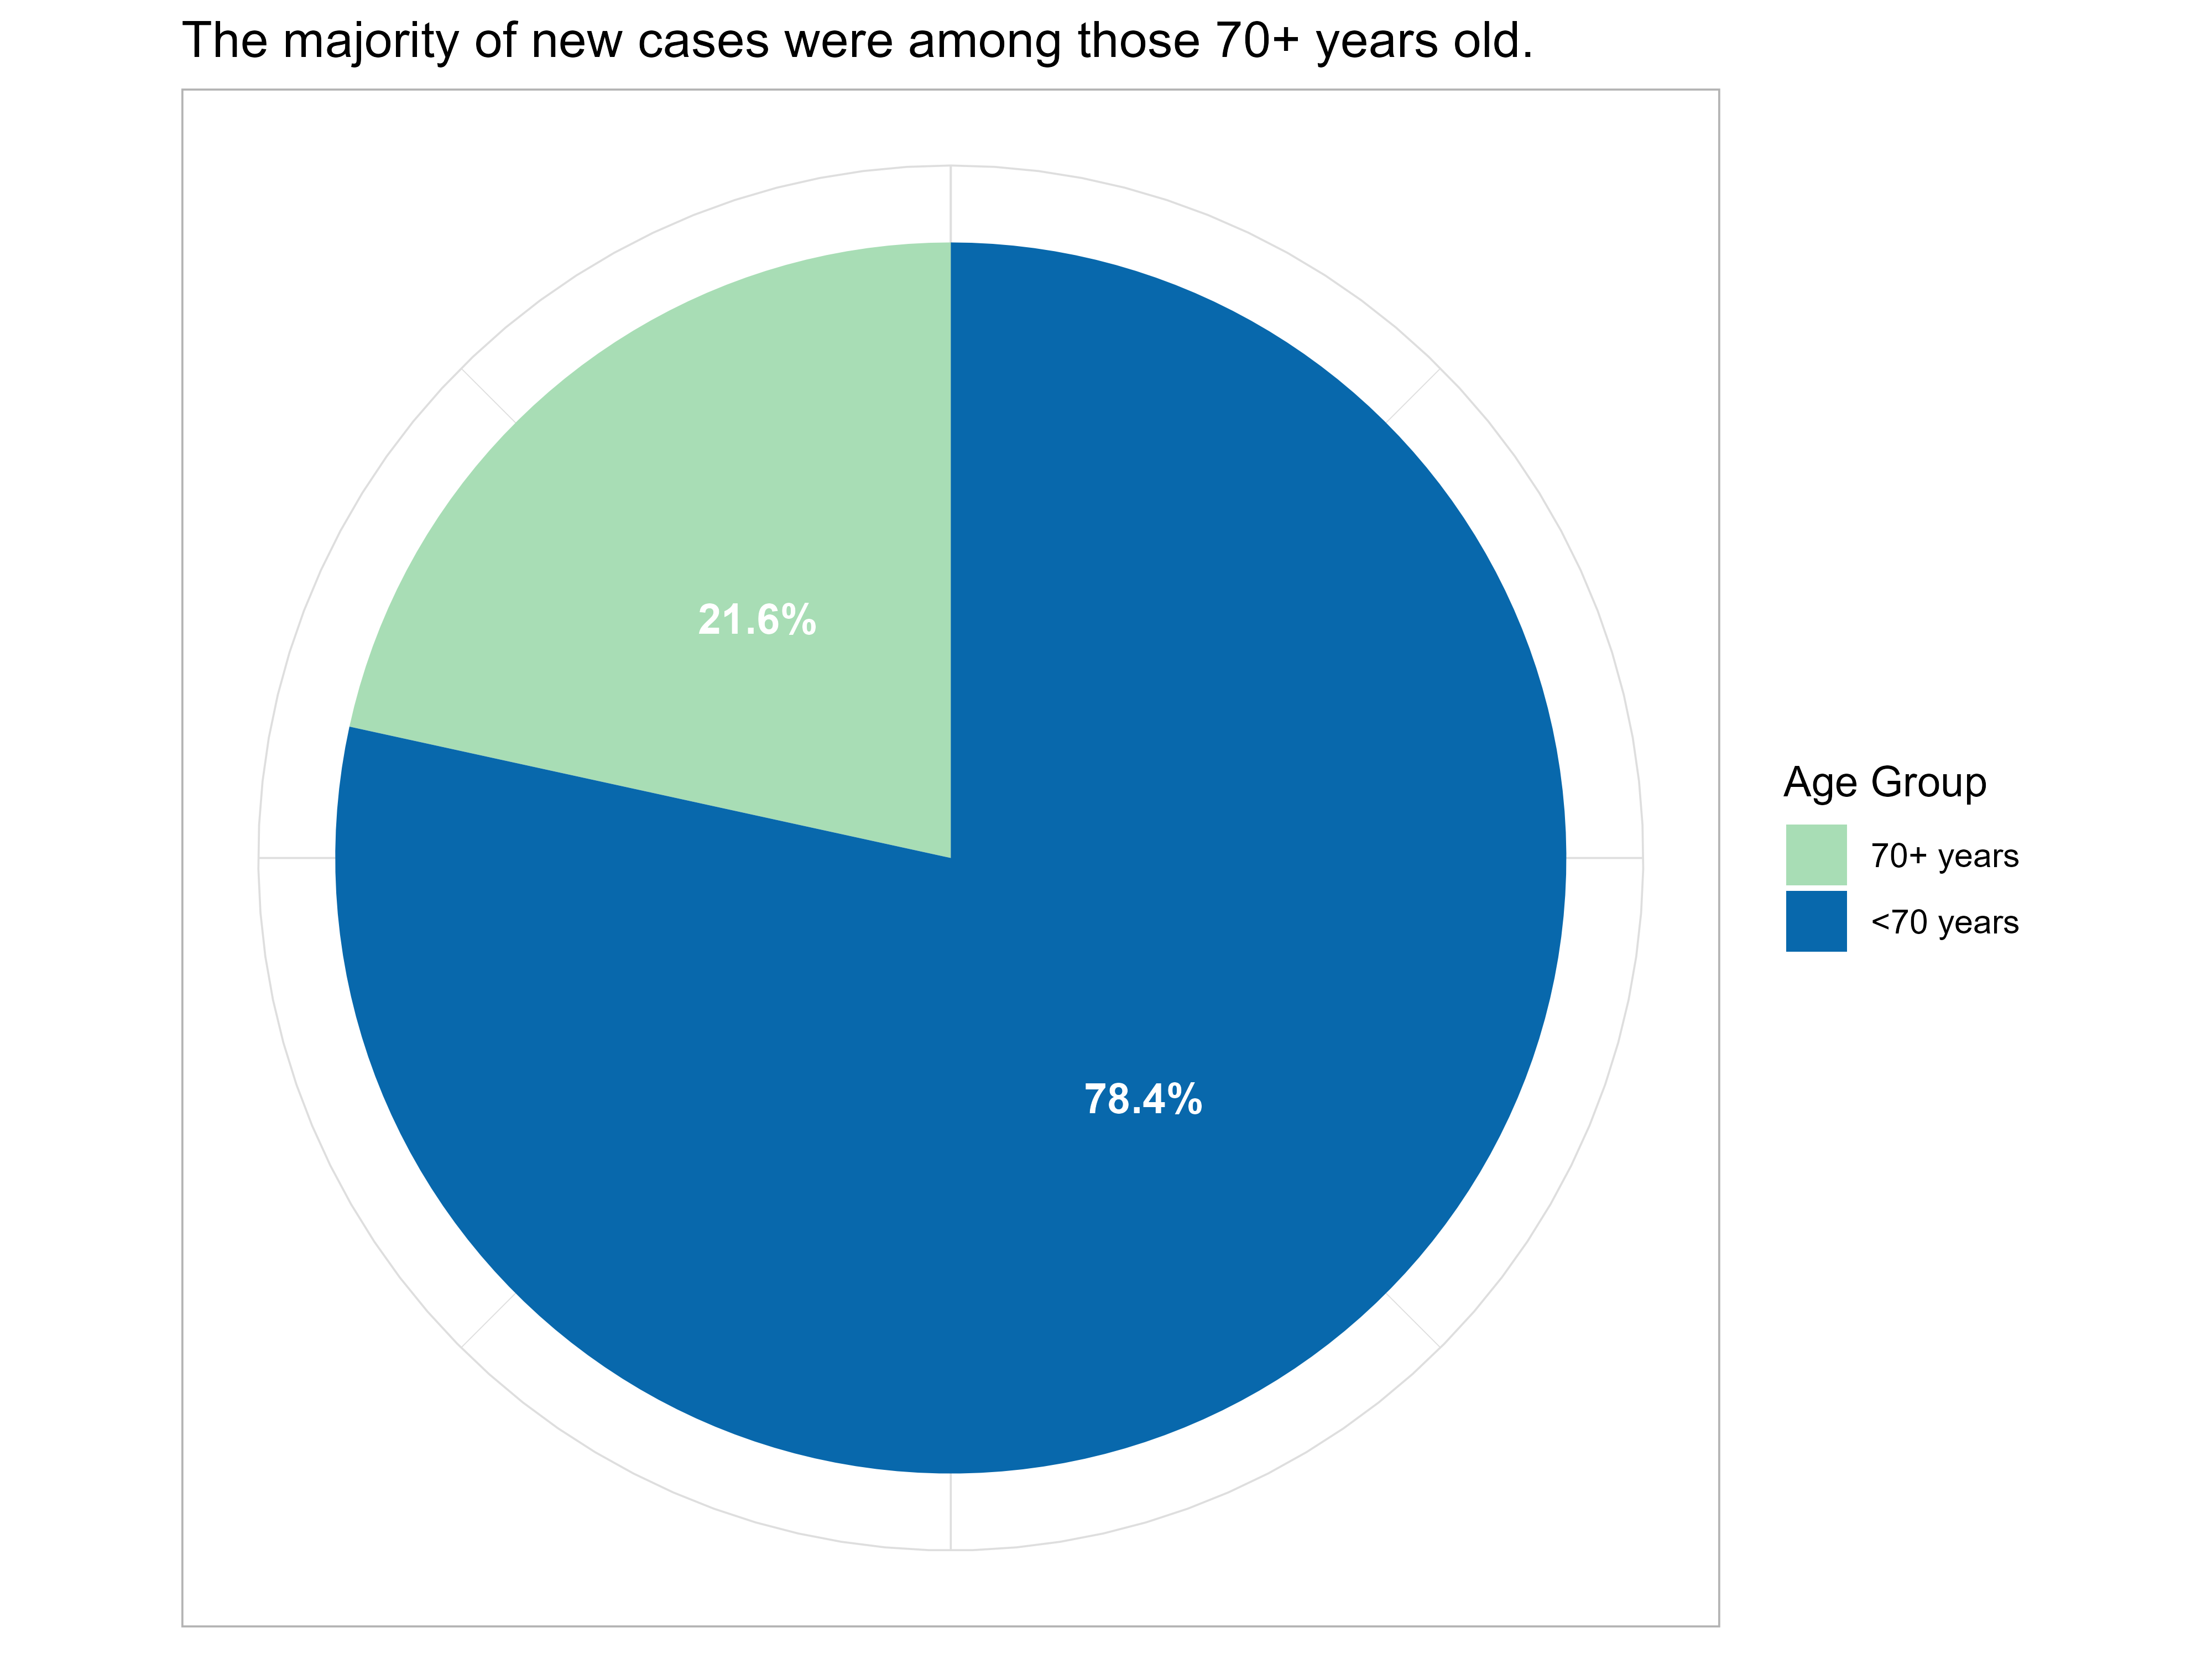 The majority of new cases were among those 70+ years old.
21.6%
78.4%
Age Group
70+ years
<70 years